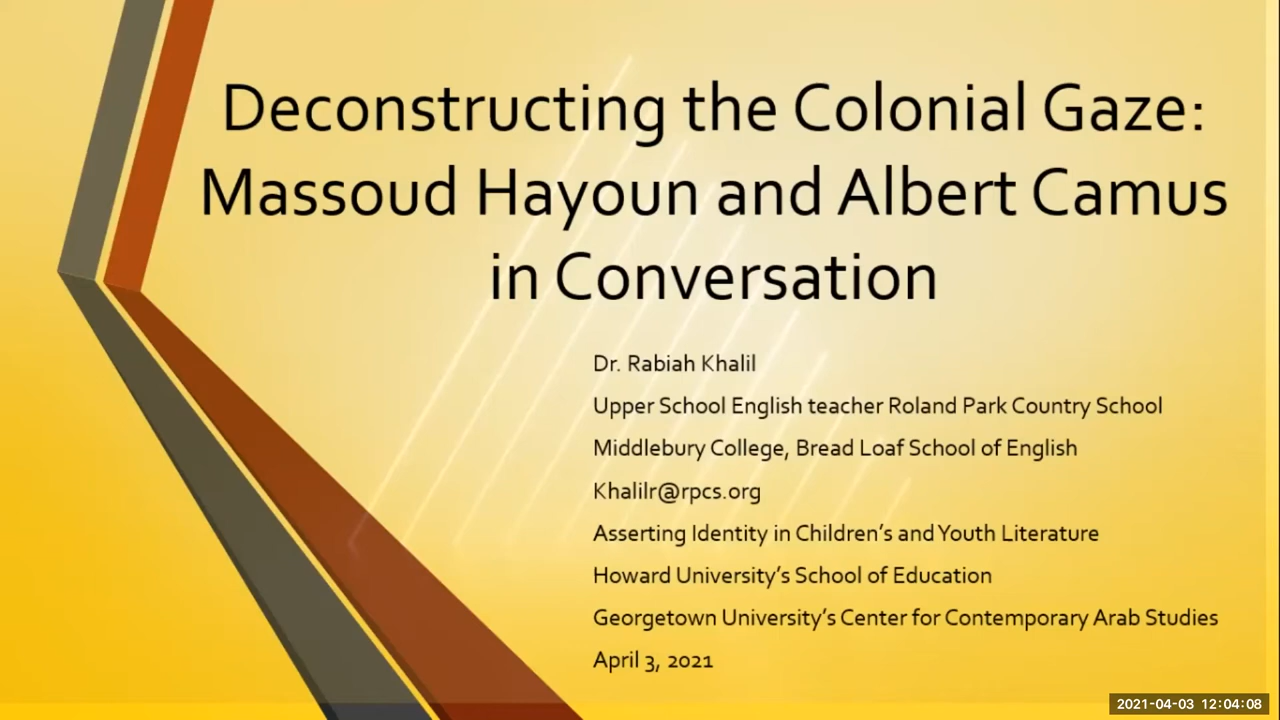 Deconstructing the Colonial Gaze:
Massoud Hayoun and Albert Camus
in Conversation
Dr. Rabiah Khalil
Upper School English teacher Roland Park Country School
Middlebury College, Bread Loaf School of English
Khalilr@rpcs.org
Asserting Identity in Children’s and Youth Literature
Howard University’s School of Education
Georgetown University’s Center for Contemporary Arab Studies
April 3, 2021
2021-04-03 12:04:08